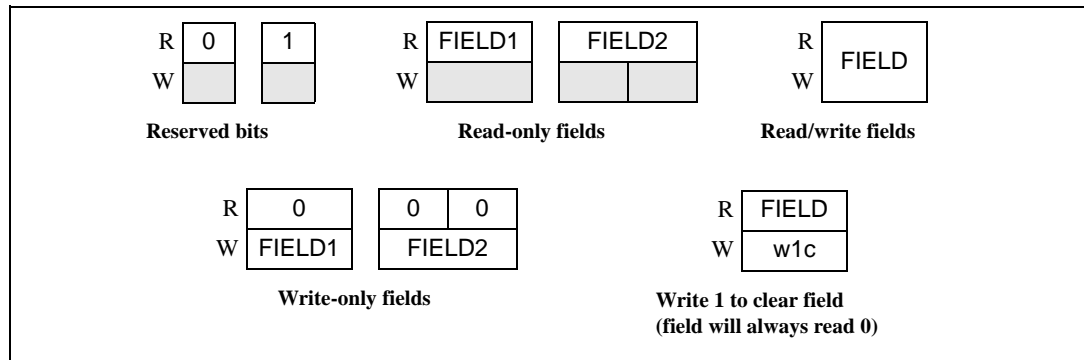 R 0 1
W
Reserved bits
R FIELD1 FIELD2
W
Read-only fields
R
FIELD
W
Read/write fields
R 0 0 0
W FIELD1 FIELD2
Write-only fields
R FIELD
W w1c
Write 1 to clear field
(field will always read 0)